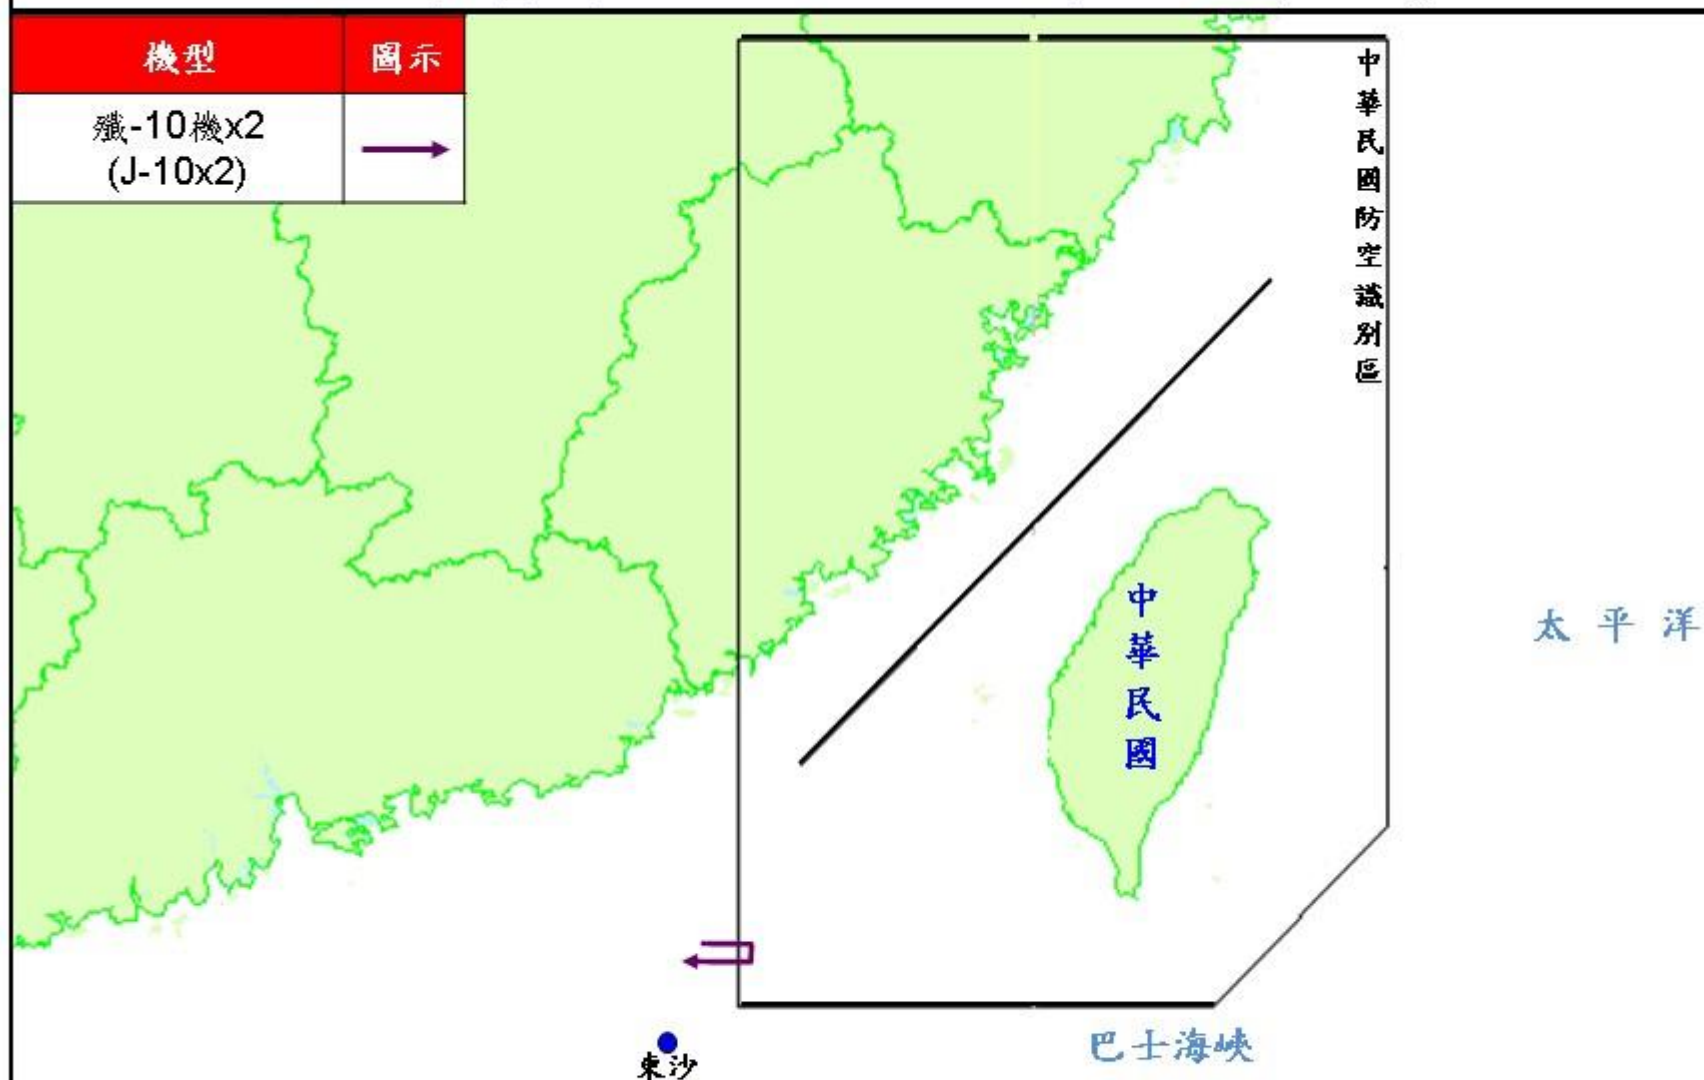 機型 圖示
殲-10機x2
(J-10x2)
中華民國防空識別區
中華民國
太平洋
巴士海峽
東沙